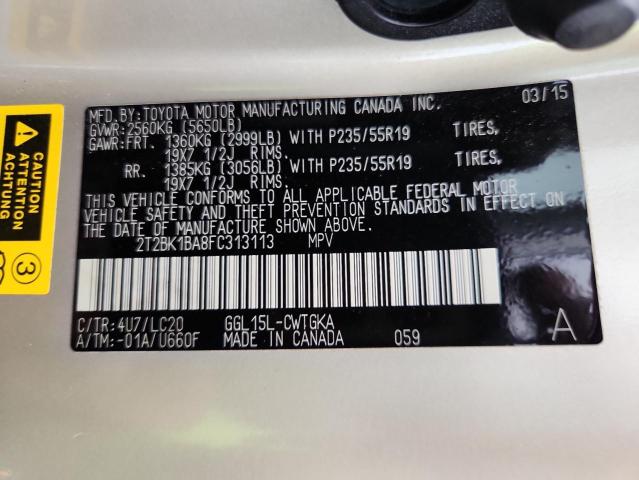 MFD.BY:TOYOTA MOTOR MANUFACTURING CANADA INC. 03/15
GVWR:2560KG (5650LB)
GAWR:FRT. 1360KG (2999LB) WITH P235/55R19 TIRES,
19X7 1/2J RIMS.
RR. 1385KG (3056LB) WITH P235/55R19 TIRES,
19X7 1/2J RIMS.
THIS VEHICLE CONFORMS TO ALL APPLICABLE FEDERAL MOTOR
VEHICLE SAFETY AND THEFT PREVENTION STANDARDS IN EFFECT ON
THE DATE OF MANUFACTURE SHOWN ABOVE.
2T2BK1BA8FC313113 MPV
C/TR:4U7/LC20 GGL15L-CWTGKA A
A/TM:-01A/U660F MADE IN CANADA 059
CAUTION
ATTENTION
ACHTUNG
3